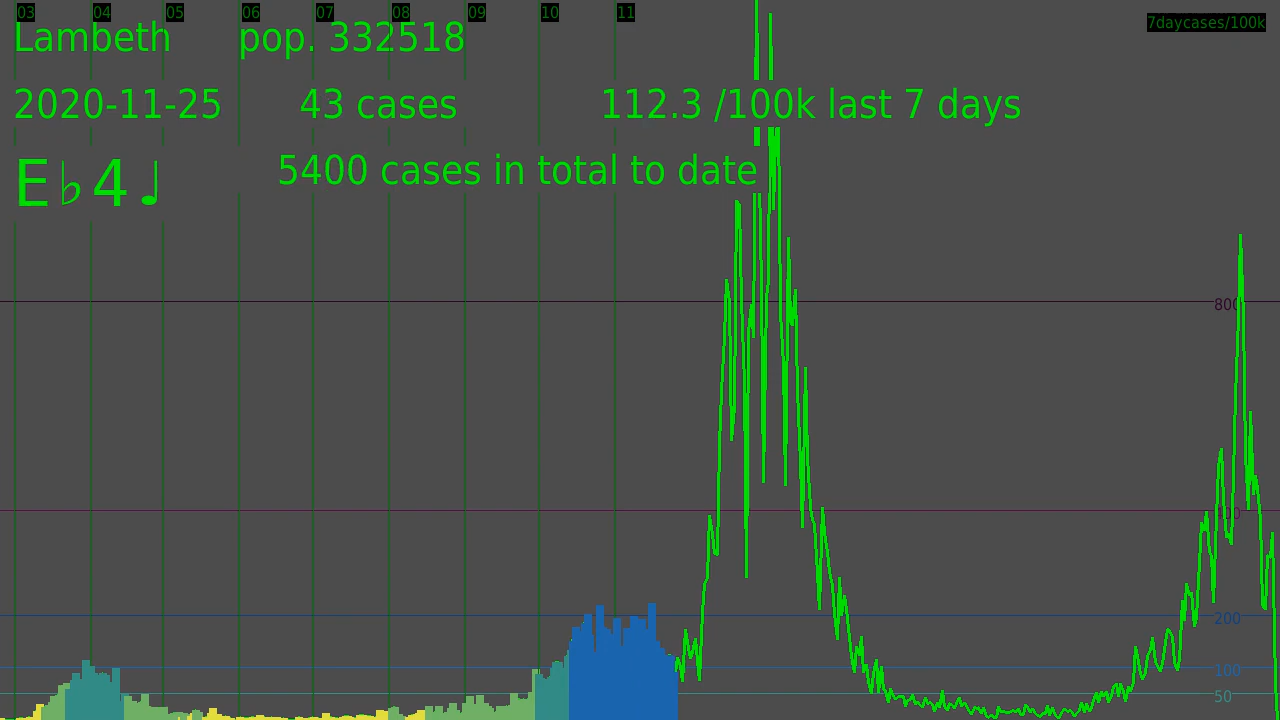 03 04 05 06 07 08 09 10 11
7daycases/100k
Lambeth pop. 332518
2020-11-25 43 cases 112.3 /100k last 7 days
E♭4♩ 5400 cases in total to date
800
400
200
100
50